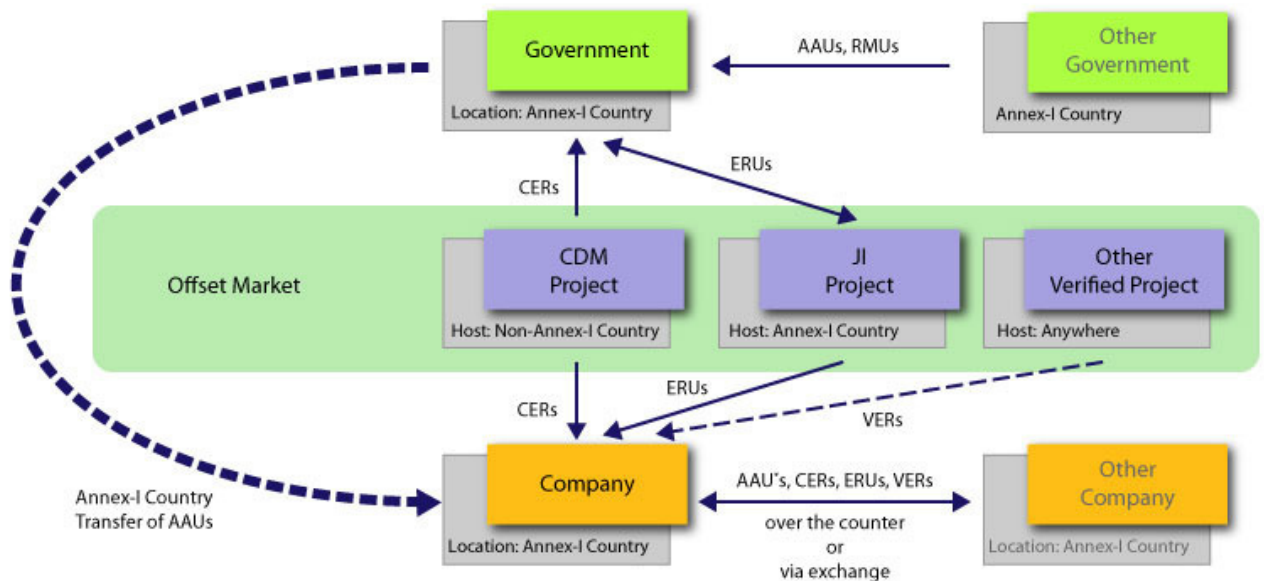 Government
Location: Annex-I Country
AAUs, RMUs
Other
Government
Annex-I Country
CERs
ERUs
Offset Market
CDM
Project
Host: Non-Annex-I Country
JI
Project
Host: Annex-I Country
Other
Verified Project
Host: Anywhere
CERs
ERUs
VERs
Annex-I Country
Transfer of AAUs
Company
Location: Annex-I Country
AAU*s, CERs, ERUs, VERs
over the counter
or
via exchange
Other
Company
Location: Annex-I Country